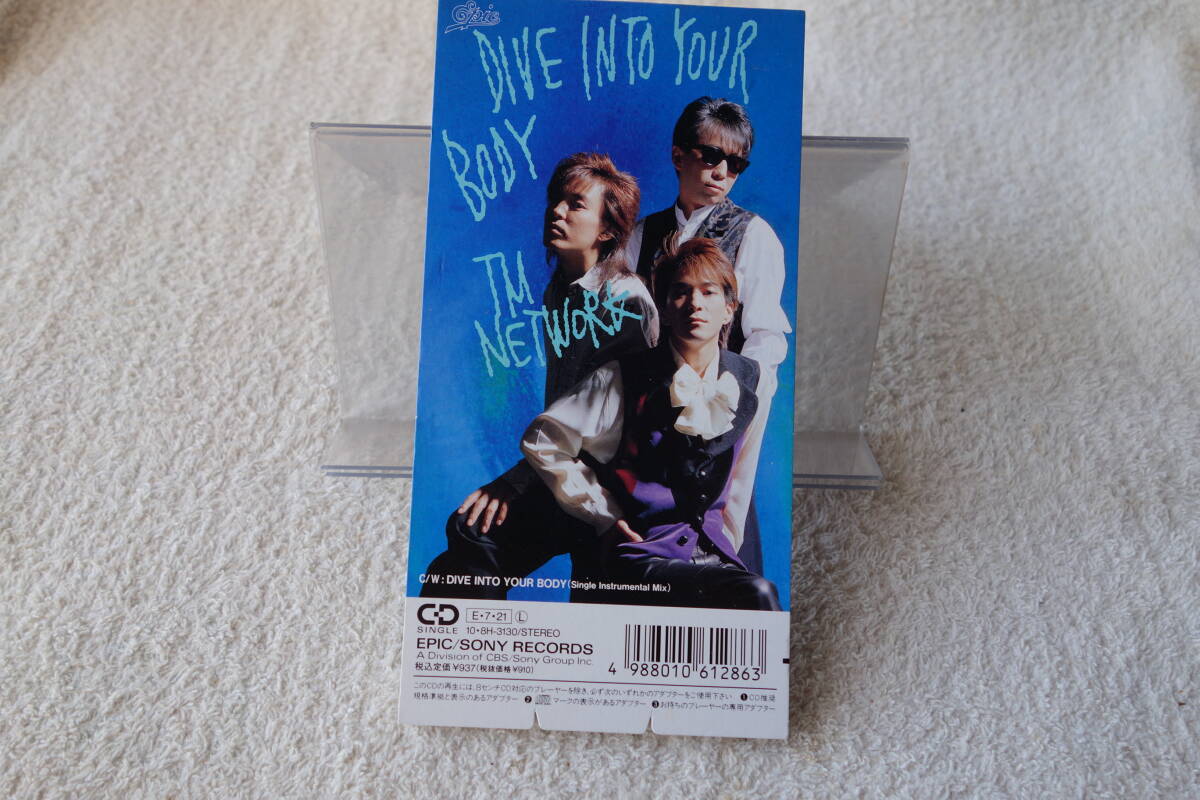 Epic
DIVE INTO YOUR
BODY
TM
NETWORK
C/W : DIVE INTO YOUR BODY (Single Instrumental Mix)
CD
SINGLE
E・7・21 Ⓛ
10・8H-3130/STEREO
EPIC/SONY RECORDS
A Division of CBS/Sony Group Inc.
税込定価¥937(税抜価格¥910)
4 988010 612863
このCDの再生には、8センチCD対応のプレーヤーを除き、必ず次のいずれかのアダプターをご使用下さい。 ❶CD推奨
規格準拠と表示のあるアダプター ❷ マークの表示があるアダプター ❸お持ちのプレーヤーの専用アダプター